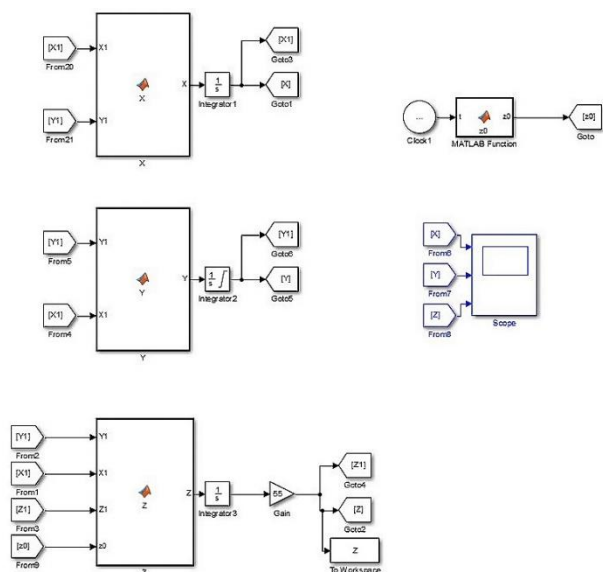 [X1]
From20
X1
[Y1]
From21
Y1
X
X
X
1
s
Integrator1
[X1]
Goto3
[X]
Goto1
...
Clock1
t
z0
z0
MATLAB Function
[z0]
Goto
[Y1]
From5
Y1
[X1]
From4
X1
Y
Y
Y
1
s
Integrator2
[Y1]
Goto6
[Y]
Goto5
[X]
From6
[Y]
From7
[Z]
From8
Scope
[Y1]
From2
Y1
[X1]
From1
X1
[Z1]
From3
Z1
[z0]
From9
z0
Z
Z
Z
1
s
Integrator3
55
Gain
[Z1]
Goto4
[Z]
Goto2
Z
To Workspace